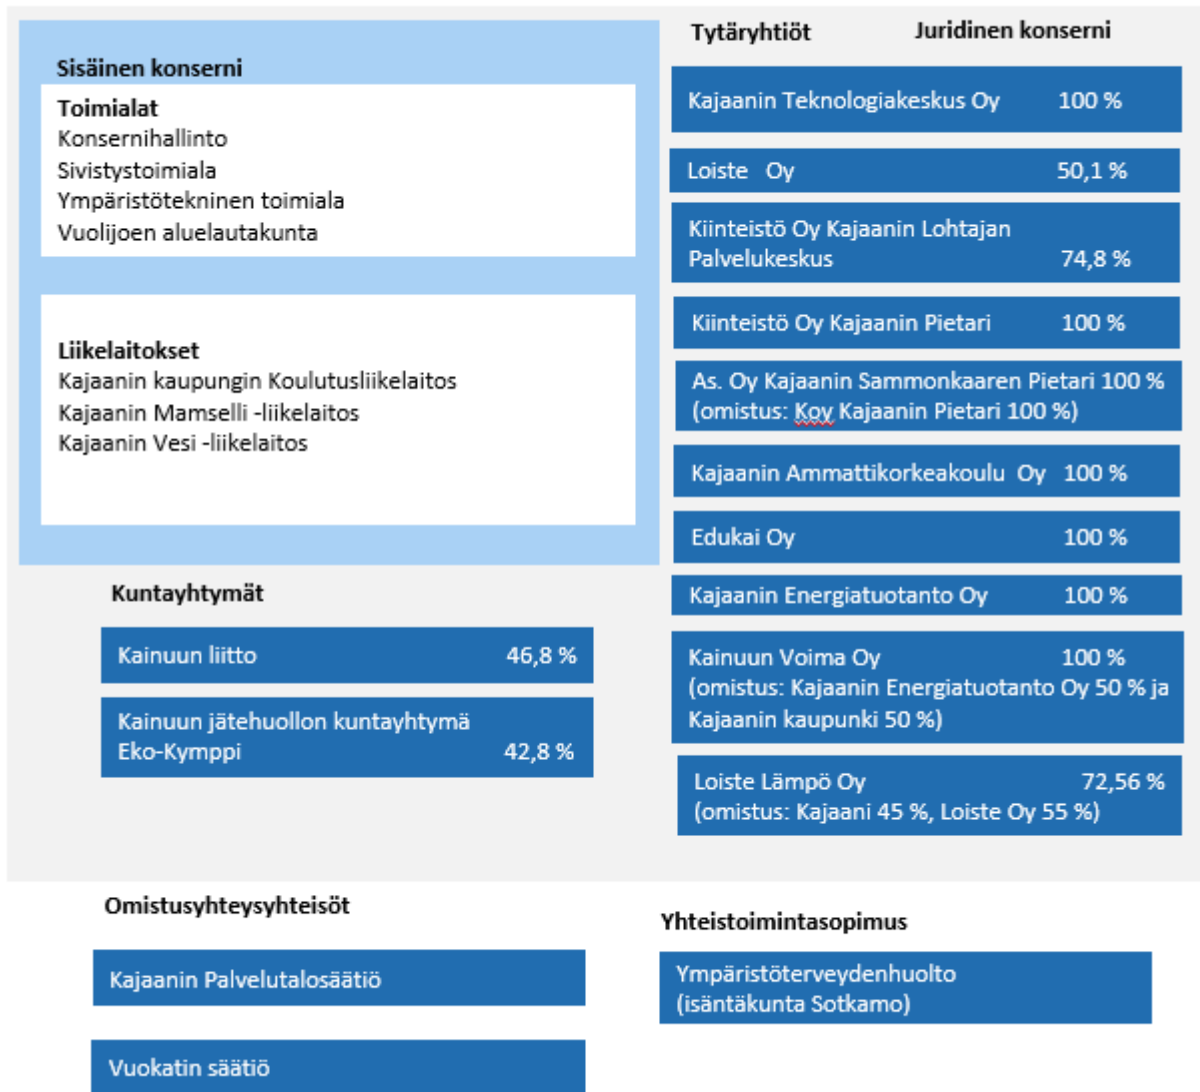 Sisäinen konserni
Toimialat
Konsernihallinto
Sivistystoimiala
Ympäristötekninen toimiala
Vuolijoen aluelautakunta
Liikelaitokset
Kajaanin kaupungin Koulutusliikelaitos
Kajaanin Mamselli -liikelaitos
Kajaanin Vesi -liikelaitos
Kuntayhtymät
Kainuun liitto 46,8 %
Kainuun jätehuollon kuntayhtymä
Eko-Kymppi 42,8 %
Tytäryhtiöt Juridinen konserni
Kajaanin Teknologiakeskus Oy 100 %
Loiste Oy 50,1 %
Kiinteistö Oy Kajaanin Lohtajan
Palvelukeskus 74,8 %
Kiinteistö Oy Kajaanin Pietari 100 %
As. Oy Kajaanin Sammonkaaren Pietari 100 %
(omistus: Koy Kajaanin Pietari 100 %)
Kajaanin Ammattikorkeakoulu Oy 100 %
Edukai Oy 100 %
Kajaanin Energiatuotanto Oy 100 %
Kainuun Voima Oy 100 %
(omistus: Kajaanin Energiatuotanto Oy 50 % ja
Kajaanin kaupunki 50 %)
Loiste Lämpö Oy 72,56 %
(omistus: Kajaani 45 %, Loiste Oy 55 %)
Omistusyhteysyhteisöt
Kajaanin Palvelutalosäätiö
Vuokatin säätiö
Yhteistoimintasopimus
Ympäristöterveydenhuolto
(isäntäkunta Sotkamo)